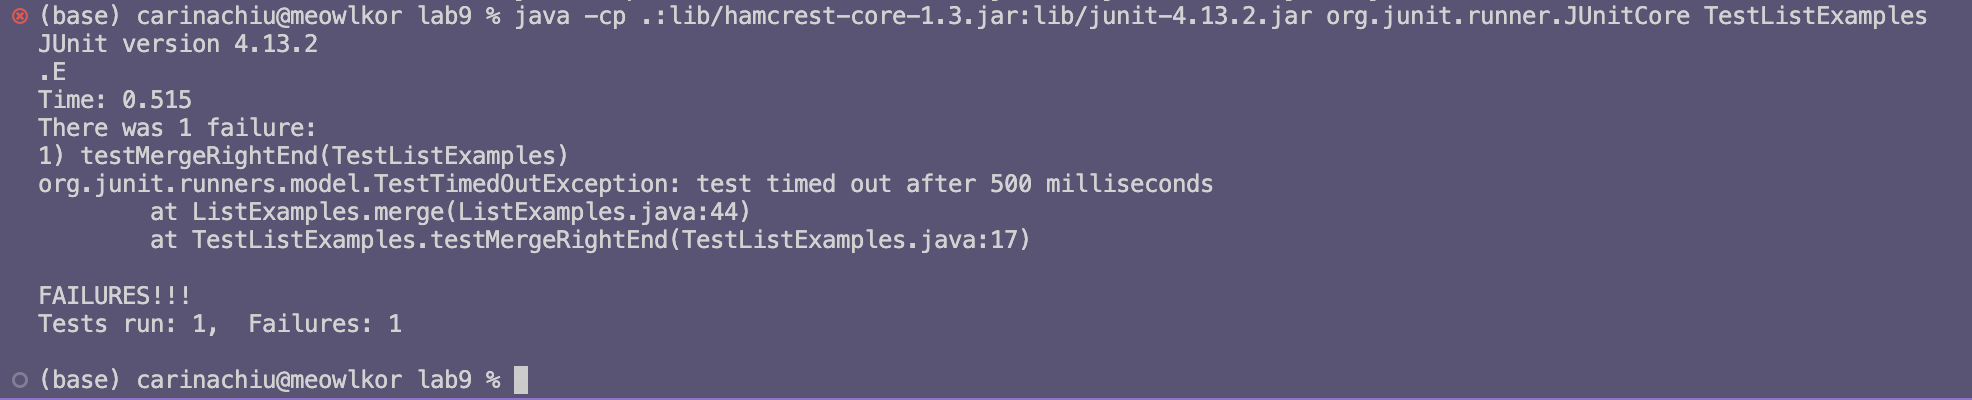 (base) carinachiu@meowlkor lab9 % java -cp .:lib/hamcrest-core-1.3.jar:lib/junit-4.13.2.jar org.junit.runner.JUnitCore TestListExamples
JUnit version 4.13.2
.E
Time: 0.515
There was 1 failure:
1) testMergeRightEnd(TestListExamples)
org.junit.runners.model.TestTimedOutException: test timed out after 500 milliseconds
at ListExamples.merge(ListExamples.java:44)
at TestListExamples.testMergeRightEnd(TestListExamples.java:17)
FAILURES!!!
Tests run: 1,  Failures: 1
(base) carinachiu@meowlkor lab9 %